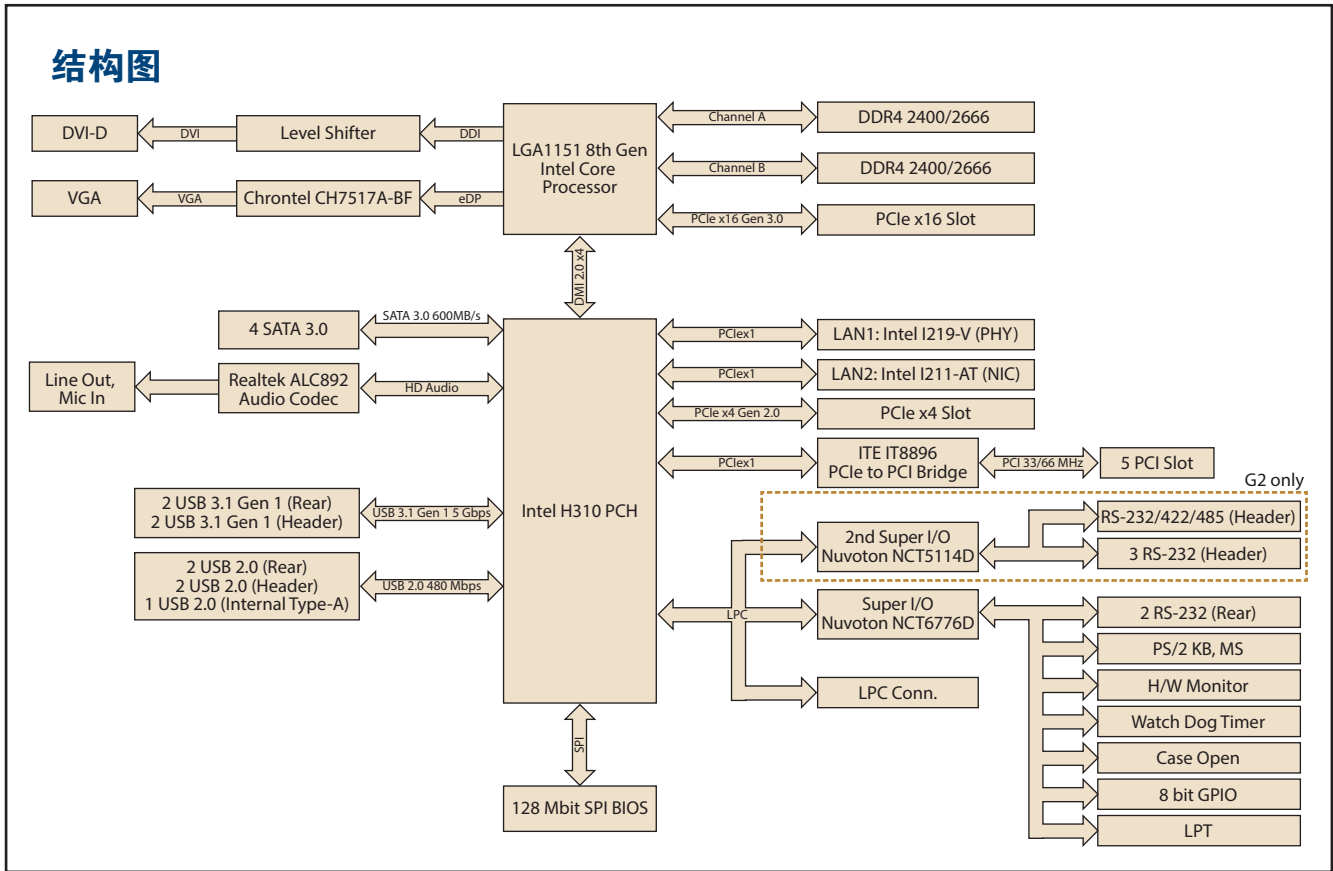 结构图
DVI-D
DVI
Level Shifter
DDI
VGA
VGA
Chrontel CH7517A-BF
eDP
LGA1151 8th Gen
Intel Core
Processor
Channel A
DDR4 2400/2666
Channel B
DDR4 2400/2666
PCIe x16 Gen 3.0
PCIe x16 Slot
DMI 2.0 x4
4 SATA 3.0
SATA 3.0 600MB/s
Line Out,
Mic In
Realtek ALC892
Audio Codec
HD Audio
2 USB 3.1 Gen 1 (Rear)
2 USB 3.1 Gen 1 (Header)
USB 3.1 Gen 1 5 Gbps
2 USB 2.0 (Rear)
2 USB 2.0 (Header)
1 USB 2.0 (Internal Type-A)
USB 2.0 480 Mbps
Intel H310 PCH
PCIex1
LAN1: Intel I219-V (PHY)
PCIex1
LAN2: Intel I211-AT (NIC)
PCIe x4 Gen 2.0
PCIe x4 Slot
PCIex1
ITE IT8896
PCIe to PCI Bridge
PCI 33/66 MHz
5 PCI Slot
G2 only
2nd Super I/O
Nuvoton NCT5114D
RS-232/422/485 (Header)
3 RS-232 (Header)
LPC
Super I/O
Nuvoton NCT6776D
2 RS-232 (Rear)
PS/2 KB, MS
H/W Monitor
Watch Dog Timer
Case Open
8 bit GPIO
LPT
LPC Conn.
SPI
128 Mbit SPI BIOS